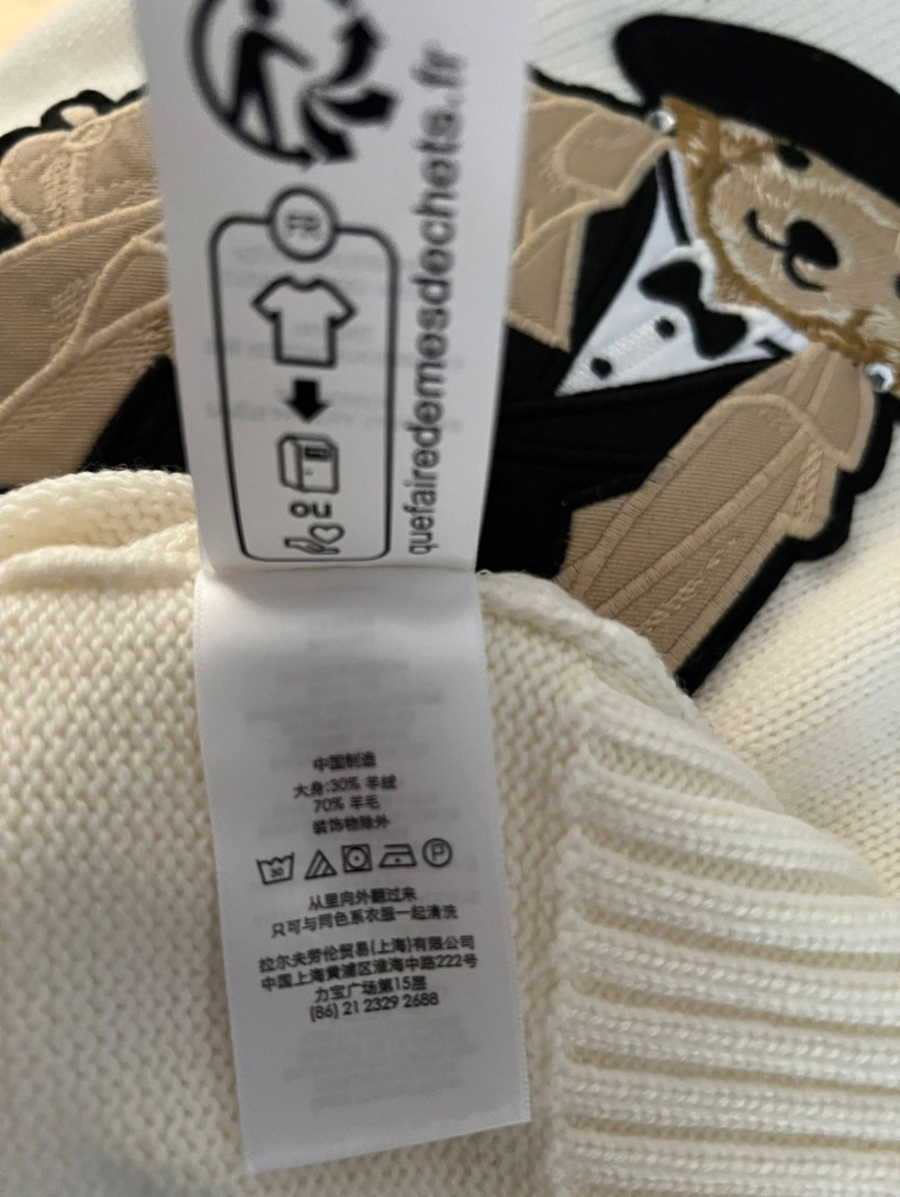 FR
ou
quefairedemesdechets.fr
中国制造
大身:30% 羊绒
70% 羊毛
装饰物除外
30
P
从里向外翻过来
只可与同色系衣服一起清洗
拉尔夫劳伦贸易(上海)有限公司
中国上海黄浦区淮海中路222号
力宝广场第15层
(86) 21 2329 2688